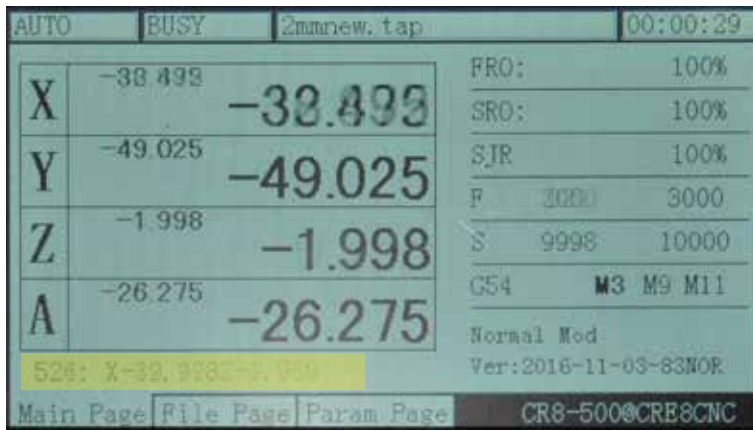 AUTO BUSY 2mmnew.tap 00:00:29
X
Y -49.025 -49.025
Z -1.998 -1.998
A -26.275 -26.275
FRO: 100%
SRO: 100%
SJR 100%
F 3000
S 9998 10000
G54 M3 M9 M11
Normal Mod
Ver:2016-11-03-83NOR
526:
Main Page File Page Param Page CR8-500@CRE8CNC